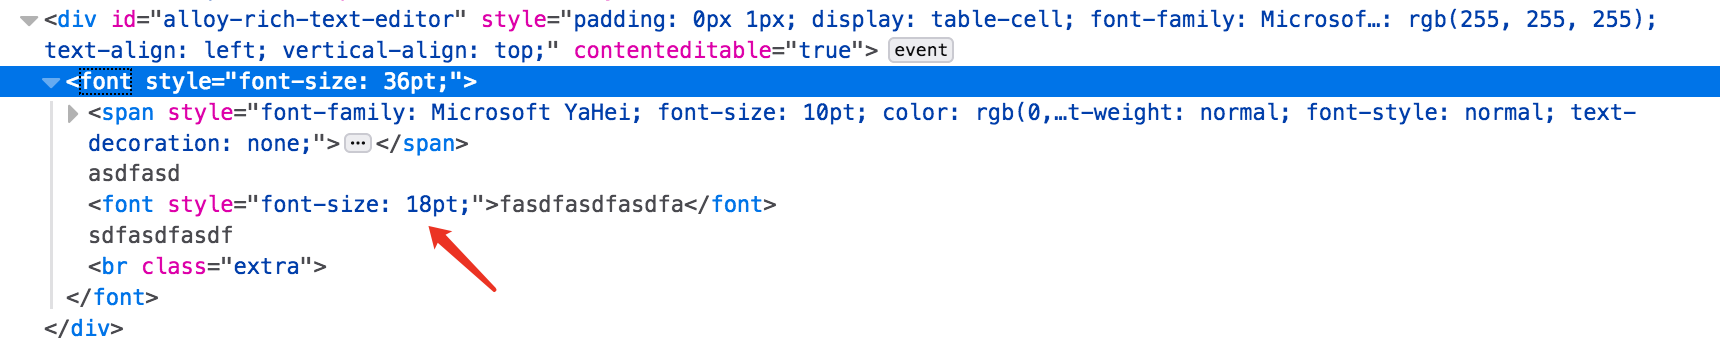 <div id="alloy-rich-text-editor" style="padding: 0px 1px; display: table-cell; font-family: Microsof…: rgb(255, 255, 255);
text-align: left; vertical-align: top;" contenteditable="true"> event
<font style="font-size: 36pt;">
<span style="font-family: Microsoft YaHei; font-size: 10pt; color: rgb(0,…t-weight: normal; font-style: normal; text-
decoration: none;"> ••• </span>
asdfasd
<font style="font-size: 18pt;">fasdfasdfasdfa</font>
sdfasdfasdf
<br class="extra">
</font>
</div>